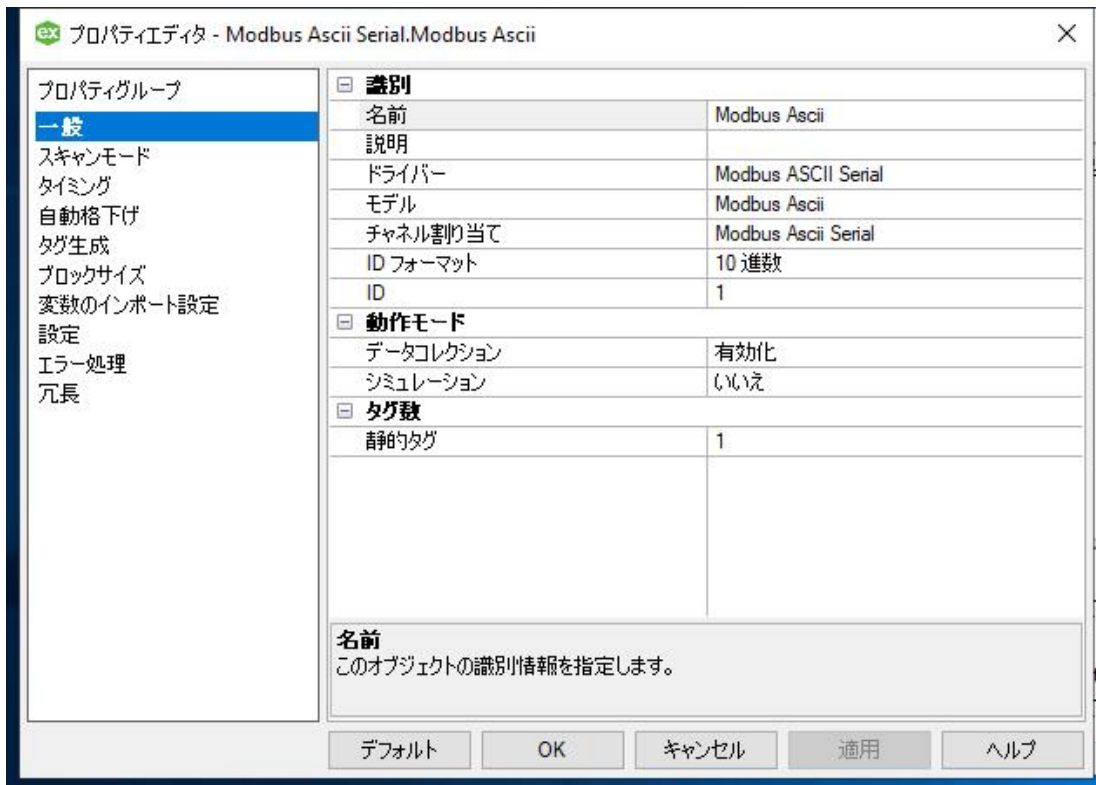 ex プロパティエディタ - Modbus Ascii Serial.Modbus Ascii
プロパティグループ
一般
スキャンモード
タイミング
自動格下げ
タグ生成
ブロックサイズ
変数のインポート設定
設定
エラー処理
冗長
識別
名前 Modbus Ascii
説明
ドライバー Modbus ASCII Serial
モデル Modbus Ascii
チャネル割り当て Modbus Ascii Serial
ID フォーマット 10 進数
ID 1
動作モード
データコレクション 有効化
シミュレーション いいえ
タグ数
静的タグ 1
名前
このオブジェクトの識別情報を指定します。
デフォルト OK キャンセル 適用 ヘルプ